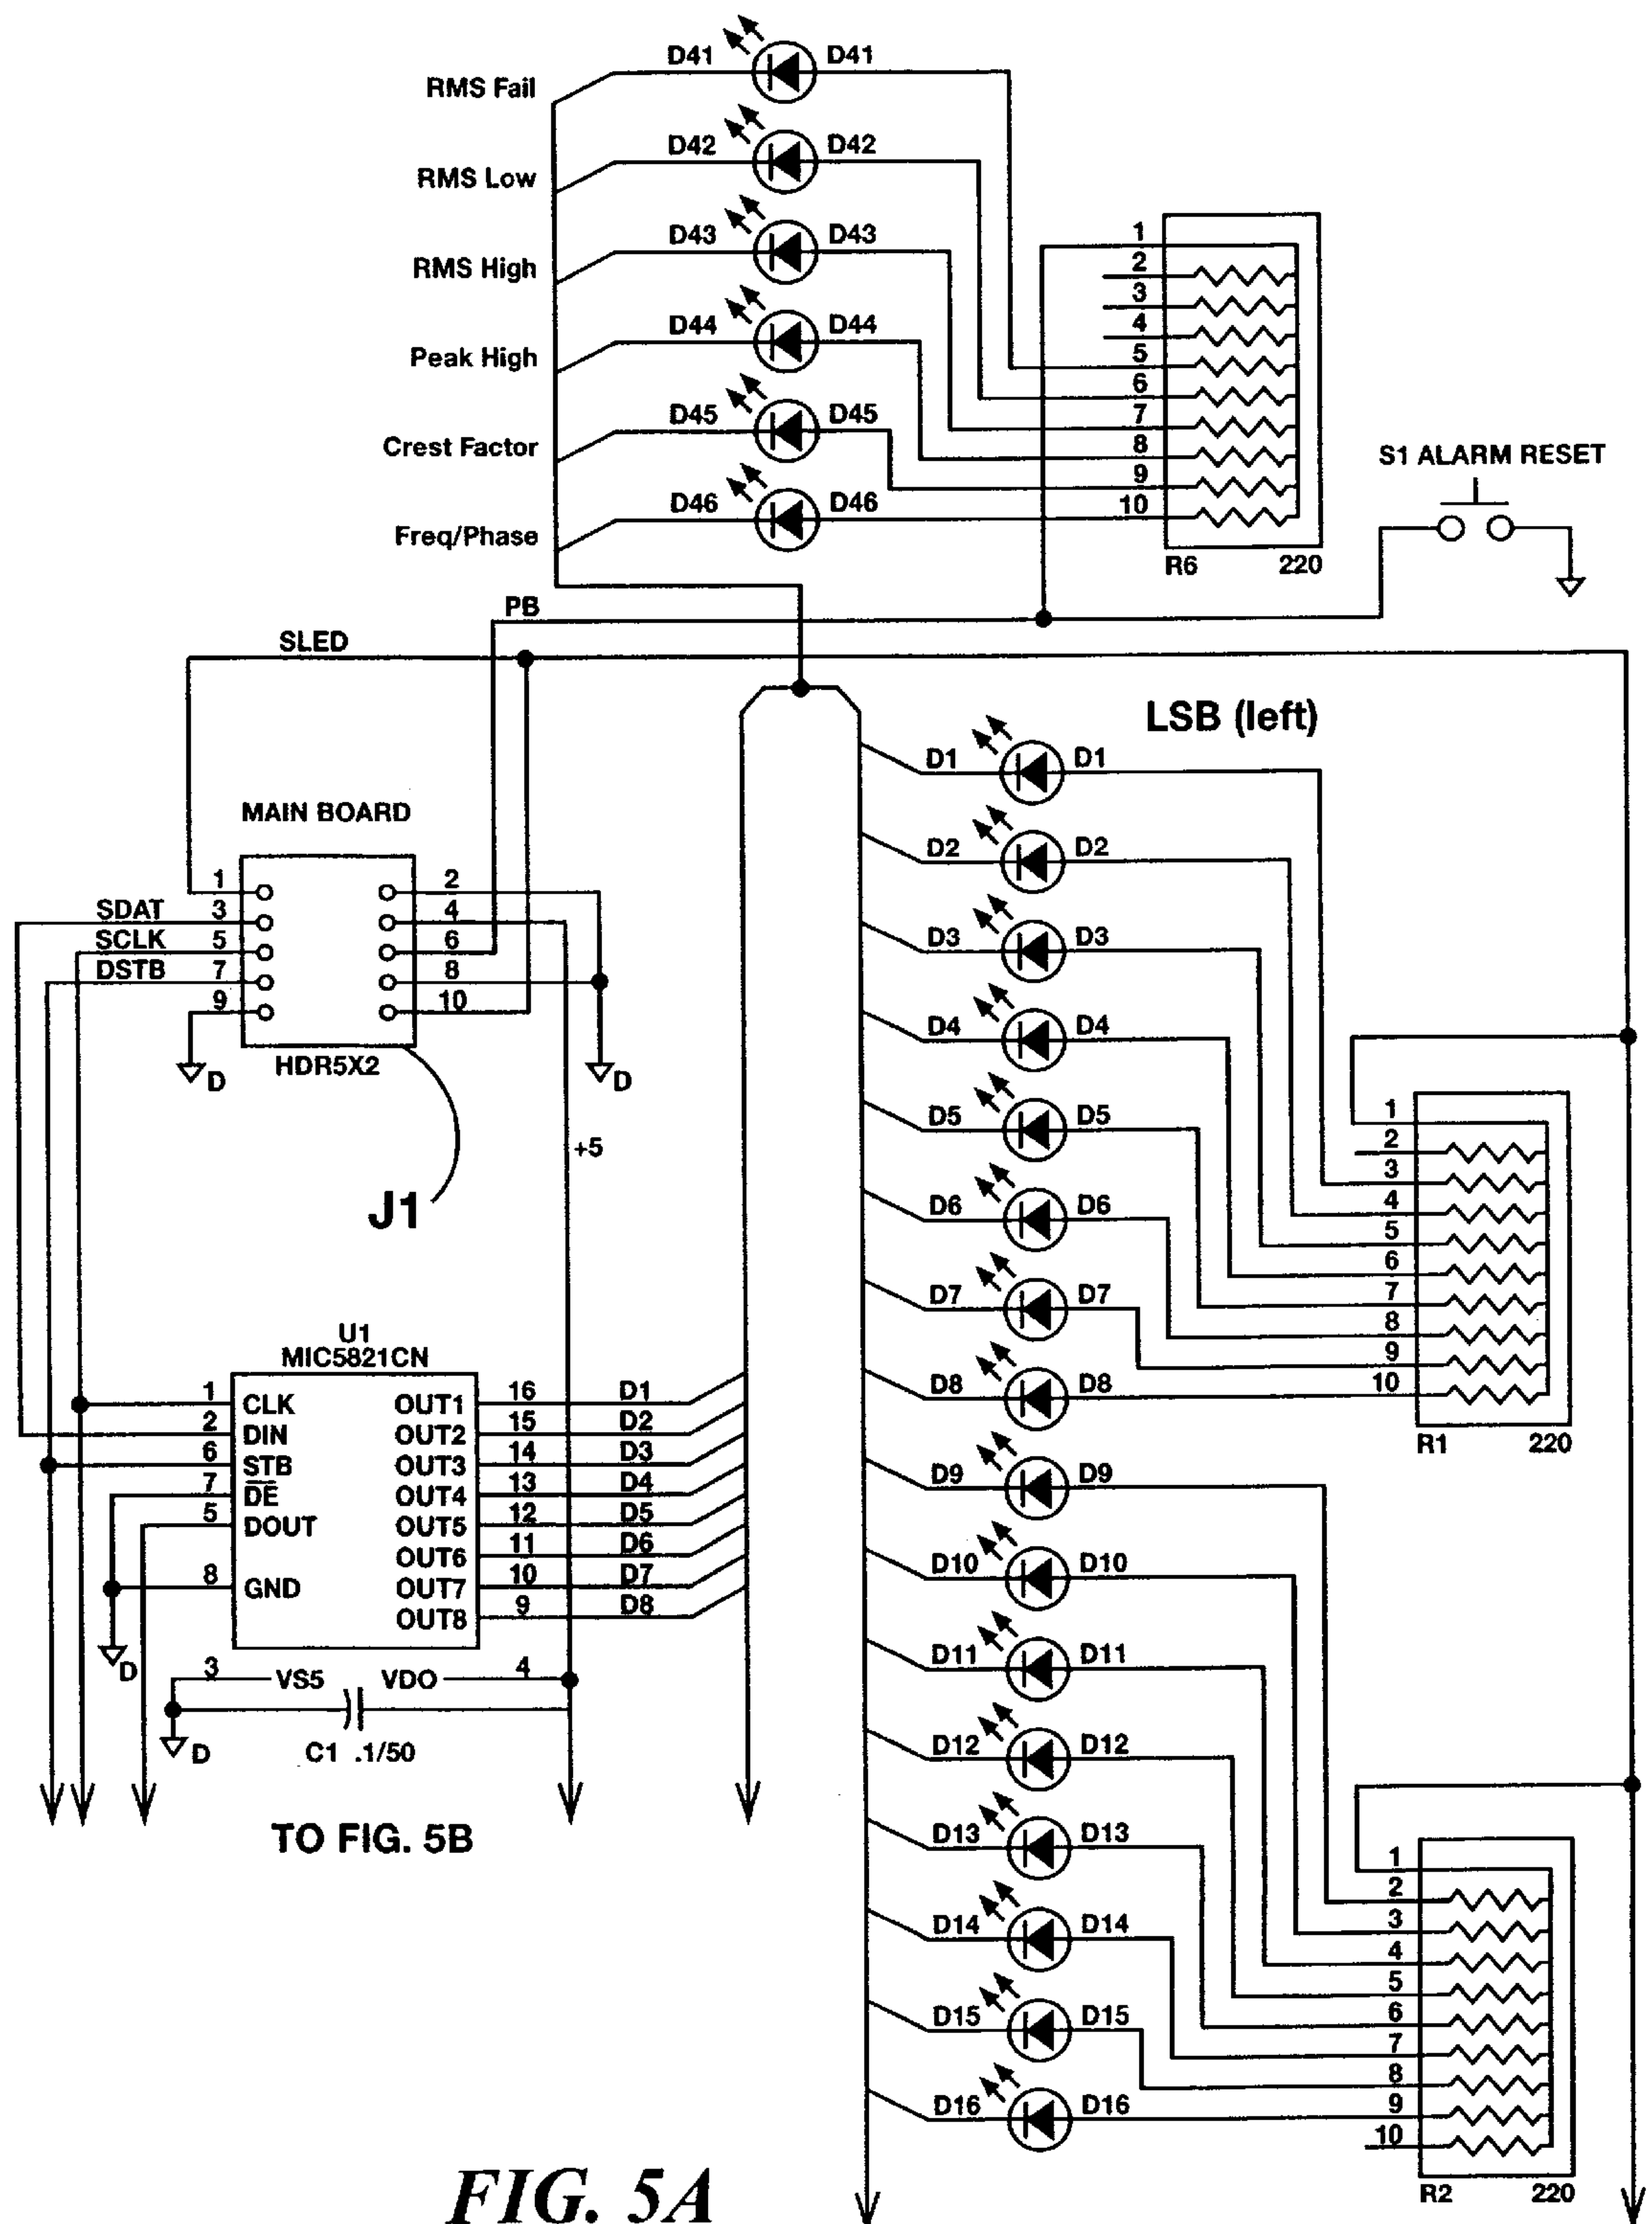 D41 D41
RMS Fail
D42 D42
RMS Low
D43 D43
RMS High
D44 D44
Peak High
D45 D45
Crest Factor
D46 D46
Freq/Phase
1
2
3
4
5
6
7
8
9
10
R6 220
S1 ALARM RESET
PB
SLED
LSB (left)
MAIN BOARD
1 2
SDAT 3 4
SCLK 5 6
DSTB 7 8
9 10
D HDR5X2 D
J1
+5
U1
MIC5821CN
1 CLK OUT1 16 D1
2 DIN OUT2 15 D2
6 STB OUT3 14 D3
7 DE OUT4 13 D4
5 DOUT OUT5 12 D5
OUT6 11 D6
8 GND OUT7 10 D7
OUT8 9 D8
D
3 VS5 VDO 4
D C1 .1/50
TO FIG. 5B
D1 D1
D2 D2
D3 D3
D4 D4
D5 D5
D6 D6
D7 D7
D8 D8
1
2
3
4
5
6
7
8
9
10
R1 220
D9 D9
D10 D10
D11 D11
D12 D12
D13 D13
D14 D14
D15 D15
D16 D16
1
2
3
4
5
6
7
8
9
10
R2 220
FIG. 5A